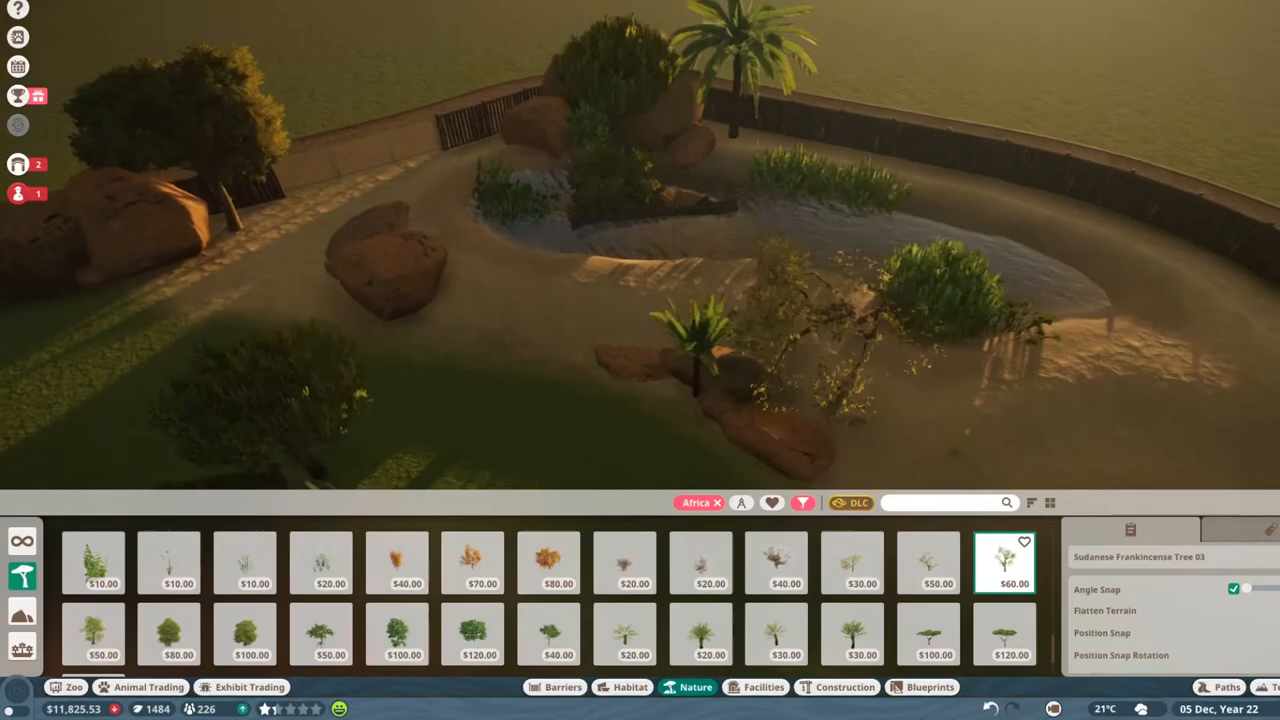 ?
2
1
Africa ×
DLC
$10.00 $10.00 $10.00 $20.00 $40.00 $70.00 $80.00 $20.00 $20.00 $40.00 $30.00 $50.00 $60.00
$50.00 $80.00 $100.00 $50.00 $100.00 $120.00 $40.00 $20.00 $20.00 $30.00 $30.00 $100.00 $120.00
Sudanese Frankincense Tree 03
Angle Snap
Flatten Terrain
Position Snap
Position Snap Rotation
Zoo Animal Trading Exhibit Trading Barriers Habitat Nature Facilities Construction Blueprints Paths Te
$11,825.53 1484 226 21°C 05 Dec, Year 22